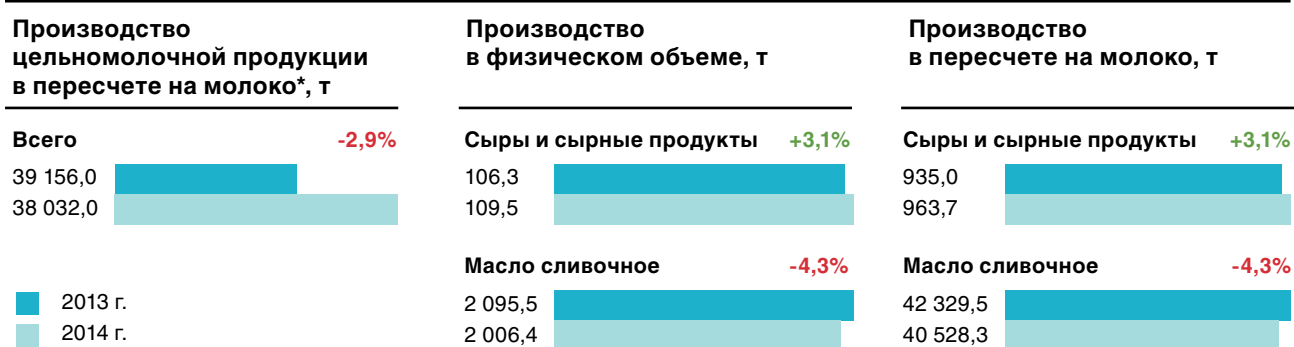 Производство
цельномолочной продукции
в пересчете на молоко*, т
Всего -2,9%
39 156,0
38 032,0
2013 г.
2014 г.
Производство
в физическом объеме, т
Сыры и сырные продукты +3,1%
106,3
109,5
Масло сливочное -4,3%
2 095,5
2 006,4
Производство
в пересчете на молоко, т
Сыры и сырные продукты +3,1%
935,0
963,7
Масло сливочное -4,3%
42 329,5
40 528,3